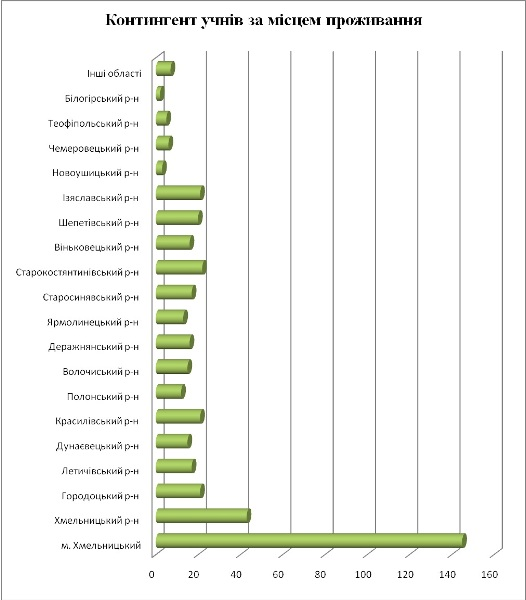 Контингент учнів за місцем проживання
Інші області
Білогірський р-н
Теофіпольський р-н
Чемеровецький р-н
Новоушицький р-н
Ізяславський р-н
Шепетівський р-н
Віньковецький р-н
Старокостянтинівський р-н
Старосинявський р-н
Ярмолинецький р-н
Деражнянський р-н
Волочиський р-н
Полонський р-н
Красилівський р-н
Дунаєвецький р-н
Летичівський р-н
Городоцький р-н
Хмельницький р-н
м. Хмельницький
0 20 40 60 80 100 120 140 160